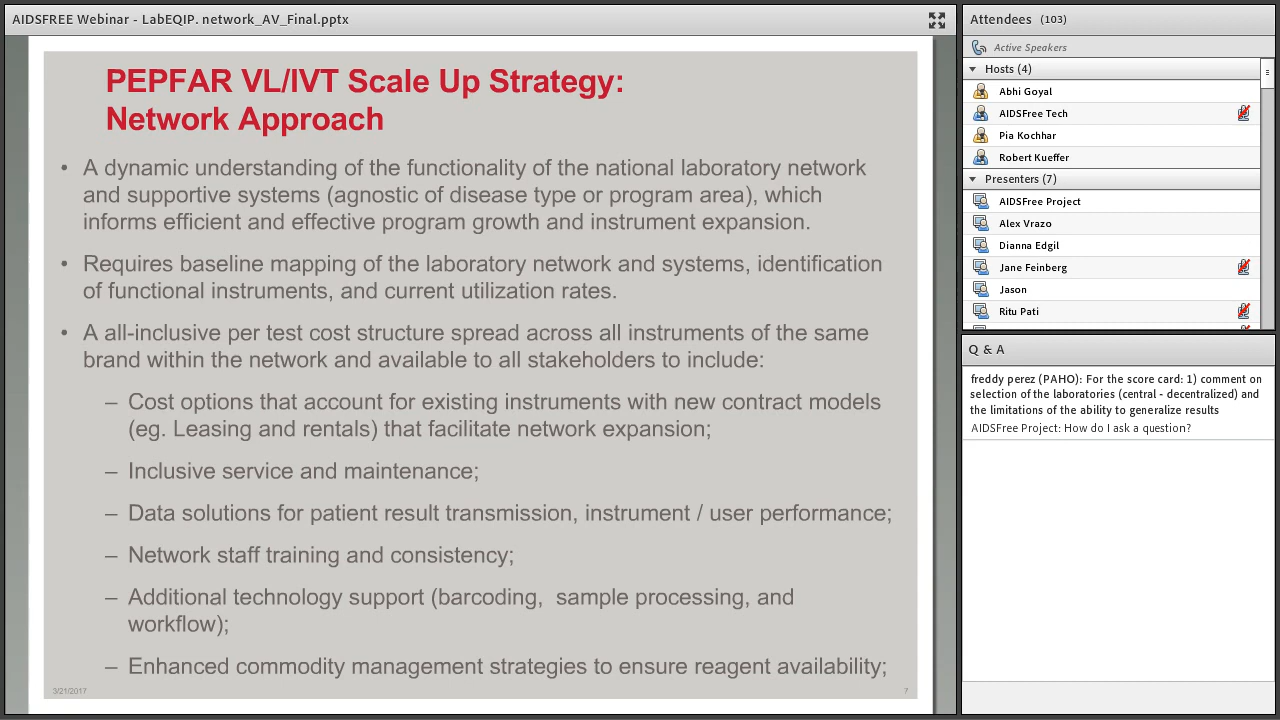 AIDSFREE Webinar - LabEQIP. network_AV_Final.pptx
PEPFAR VL/IVT Scale Up Strategy:
Network Approach
• A dynamic understanding of the functionality of the national laboratory network
and supportive systems (agnostic of disease type or program area), which
informs efficient and effective program growth and instrument expansion.
• Requires baseline mapping of the laboratory network and systems, identification
of functional instruments, and current utilization rates.
• A all-inclusive per test cost structure spread across all instruments of the same
brand within the network and available to all stakeholders to include:
– Cost options that account for existing instruments with new contract models
(eg. Leasing and rentals) that facilitate network expansion;
– Inclusive service and maintenance;
– Data solutions for patient result transmission, instrument / user performance;
– Network staff training and consistency;
– Additional technology support (barcoding,  sample processing, and
workflow);
– Enhanced commodity management strategies to ensure reagent availability;
3/21/2017
7
Attendees (103)
Active Speakers
Hosts (4)
Abhi Goyal
AIDSFree Tech
Pia Kochhar
Robert Kueffer
Presenters (7)
AIDSFree Project
Alex Vrazo
Dianna Edgil
Jane Feinberg
Jason
Ritu Pati
Q & A
freddy perez (PAHO): For the score card: 1) comment on
selection of the laboratories (central - decentralized) and
the limitations of the ability to generalize results
AIDSFree Project: How do I ask a question?